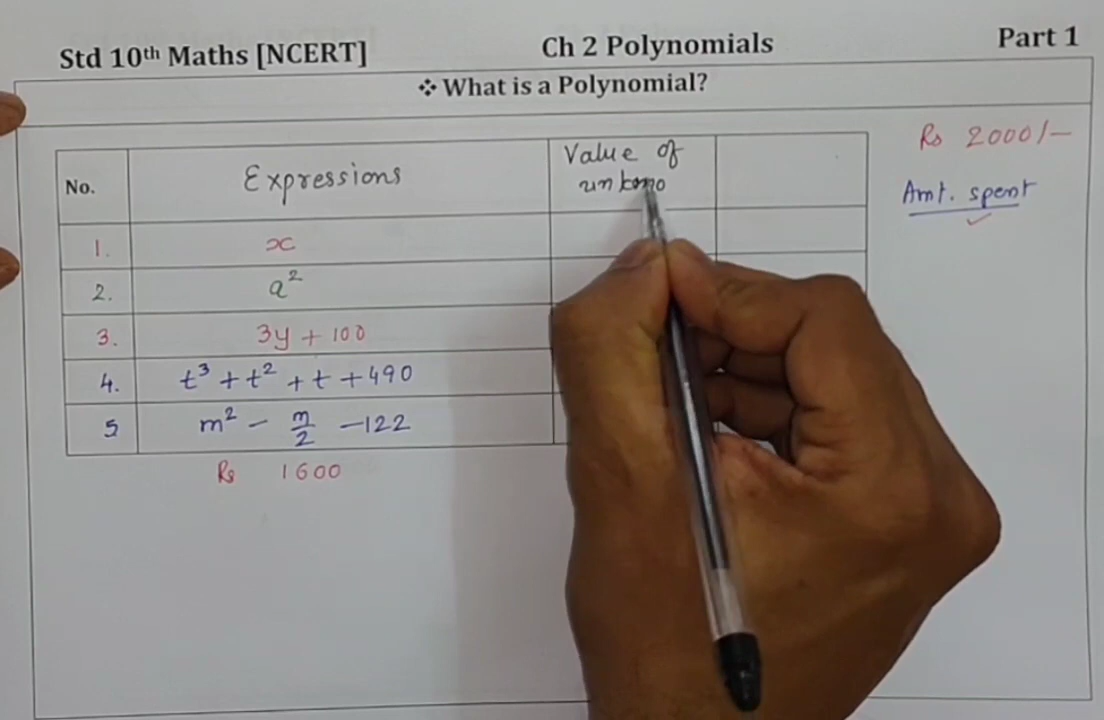 Std 10th Maths [NCERT] Ch 2 Polynomials Part 1
❖ What is a Polynomial?
Rs 2000/-
Amt. spent
No. Expressions Value of
1. x
2. a²
3. 3y + 100
4. t³ + t² + t + 490
5 m² - m/2 - 122
Rs 1600